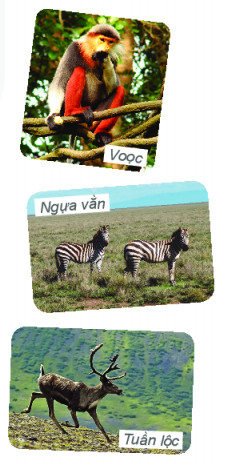 Voọc
Ngựa vằn
Tuần lộc